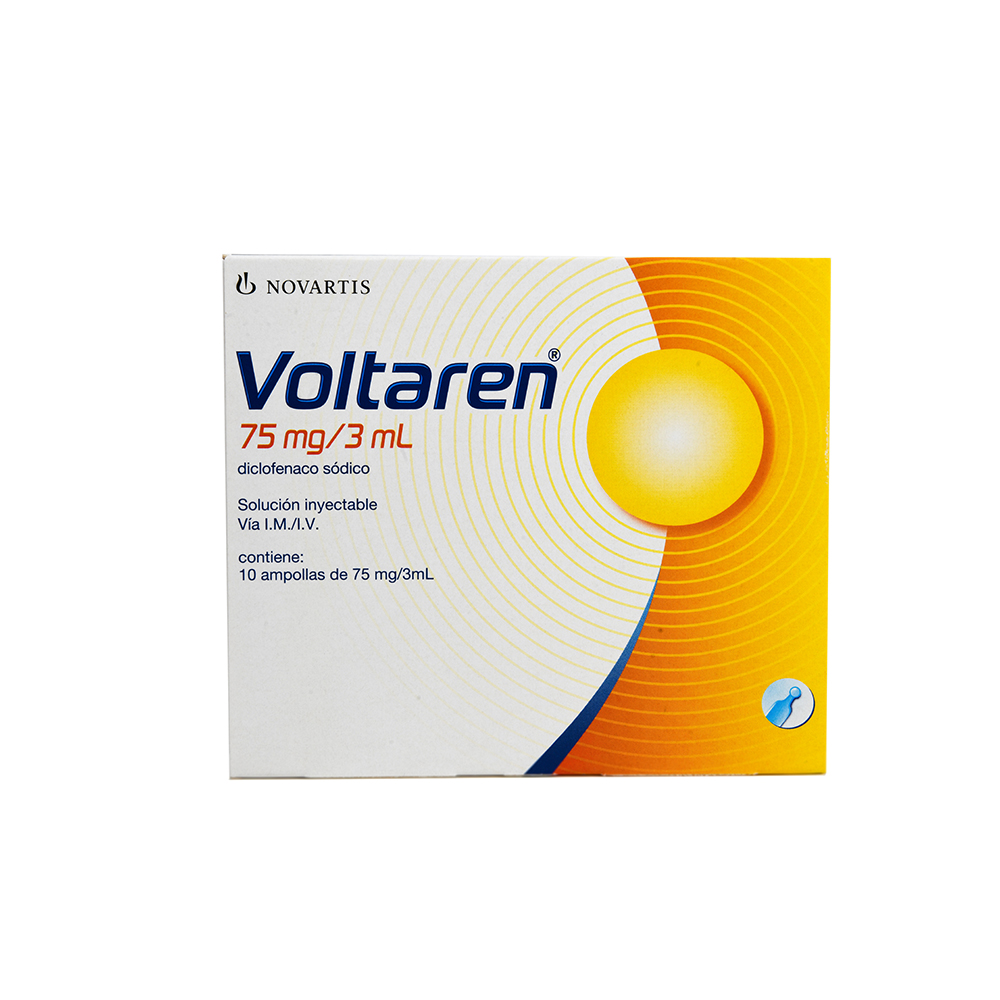 NOVARTIS
Voltaren®
75 mg/3 mL
diclofenaco sódico
Solución inyectable
Vía I.M./I.V.
contiene:
10 ampollas de 75 mg/3mL